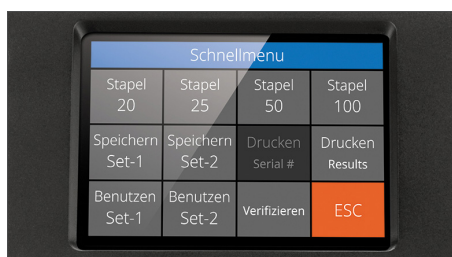 Schnellmenu
Stapel Stapel Stapel Stapel
20 25 50 100
Speichern Speichern Drucken Drucken
Set-1 Set-2 Serial # Results
Benutzen Benutzen Verifizieren ESC
Set-1 Set-2